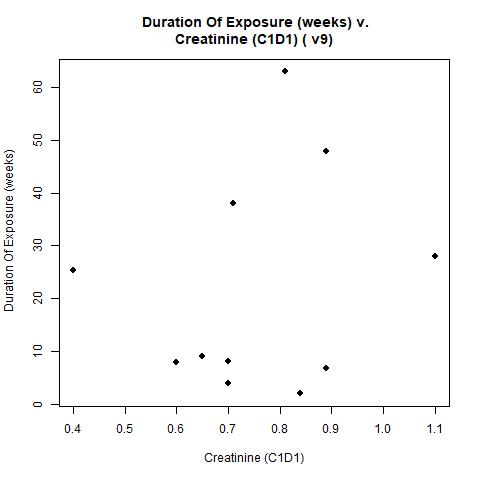 Duration Of Exposure (weeks) v.
Creatinine (C1D1) ( v9)
Duration Of Exposure (weeks)
60
50
40
30
20
10
0
0.4 0.5 0.6 0.7 0.8 0.9 1.0 1.1
Creatinine (C1D1)